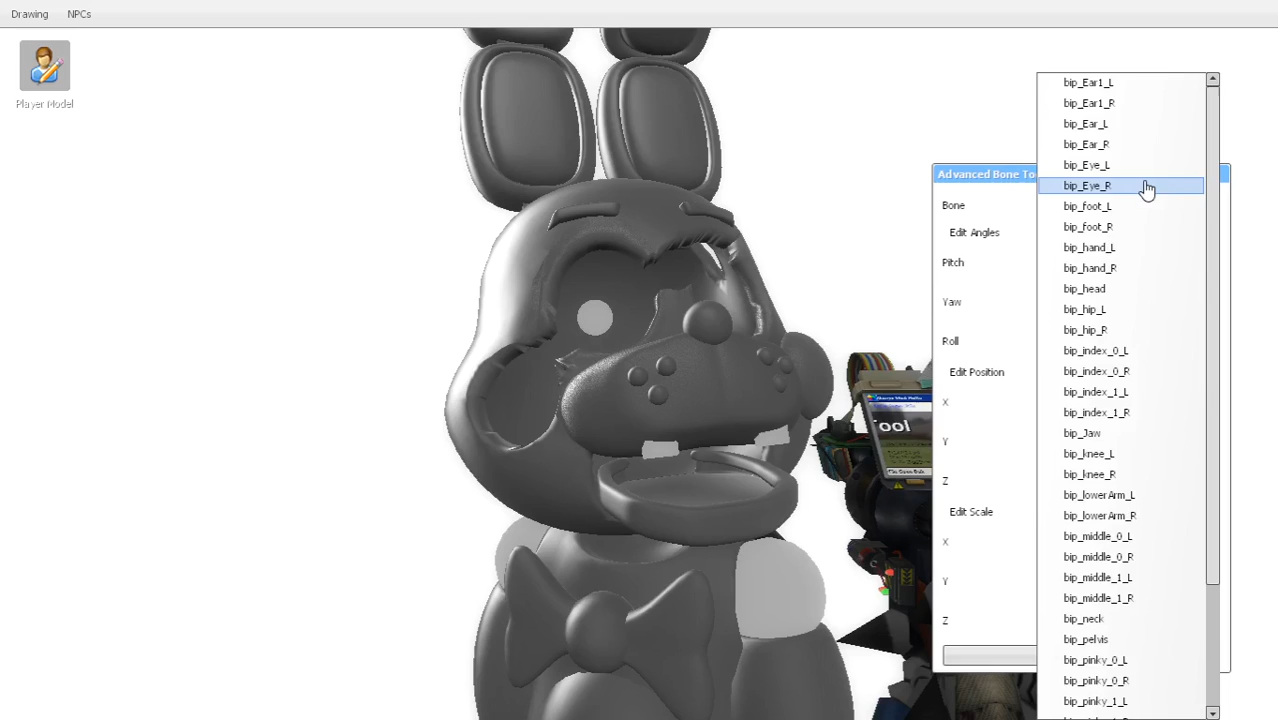 Drawing NPCs
Player Model
Advanced Bone To
Bone
Edit Angles
Pitch
Yaw
Roll
Edit Position
X
Y
Z
Edit Scale
X
Y
Z
bip_Ear1_L
bip_Ear1_R
bip_Ear_L
bip_Ear_R
bip_Eye_L
bip_Eye_R
bip_foot_L
bip_foot_R
bip_hand_L
bip_hand_R
bip_head
bip_hip_L
bip_hip_R
bip_index_0_L
bip_index_0_R
bip_index_1_L
bip_index_1_R
bip_Jaw
bip_knee_L
bip_knee_R
bip_lowerArm_L
bip_lowerArm_R
bip_middle_0_L
bip_middle_0_R
bip_middle_1_L
bip_middle_1_R
bip_neck
bip_pelvis
bip_pinky_0_L
bip_pinky_0_R
bip_pinky_1_L
Tool